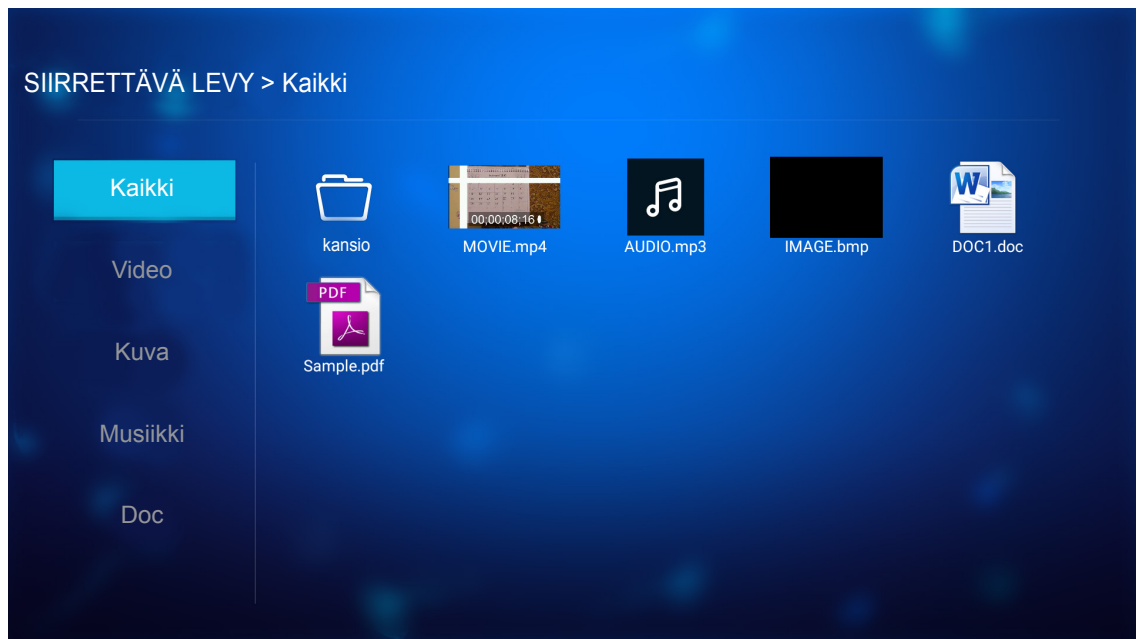 SIIRRETTÄVÄ LEVY > Kaikki
Kaikki
Video
Kuva
Musiikki
Doc
kansio
00;00;08;16
MOVIE.mp4
AUDIO.mp3
IMAGE.bmp
W
DOC1.doc
PDF
Sample.pdf